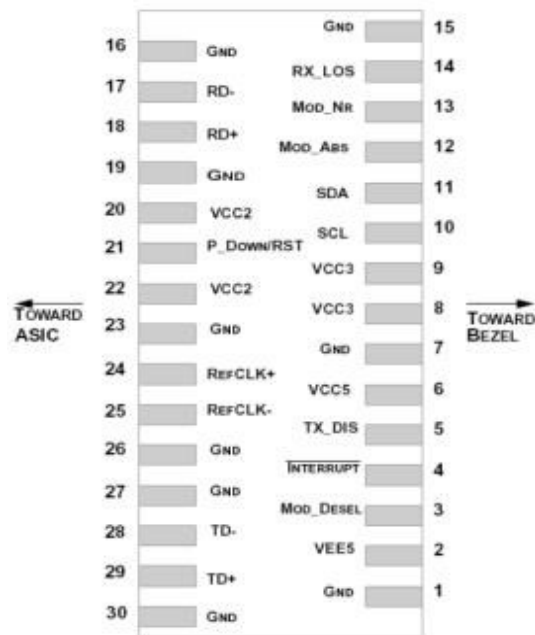 GND 15
16 GND
RX_LOS 14
17 RD-
MOD_NR 13
18 RD+
MOD_ABS 12
19 GND
SDA 11
20 VCC2
SCL 10
21 P_DOWN/RST
VCC3 9
22 VCC2
VCC3 8
TOWARD ASIC
TOWARD BEZEL
23 GND
GND 7
24 REFCLK+
VCC5 6
25 REFCLK-
TX_DIS 5
26 GND
INTERRUPT 4
27 GND
MOD_DESEL 3
28 TD-
VEE5 2
29 TD+
GND 1
30 GND